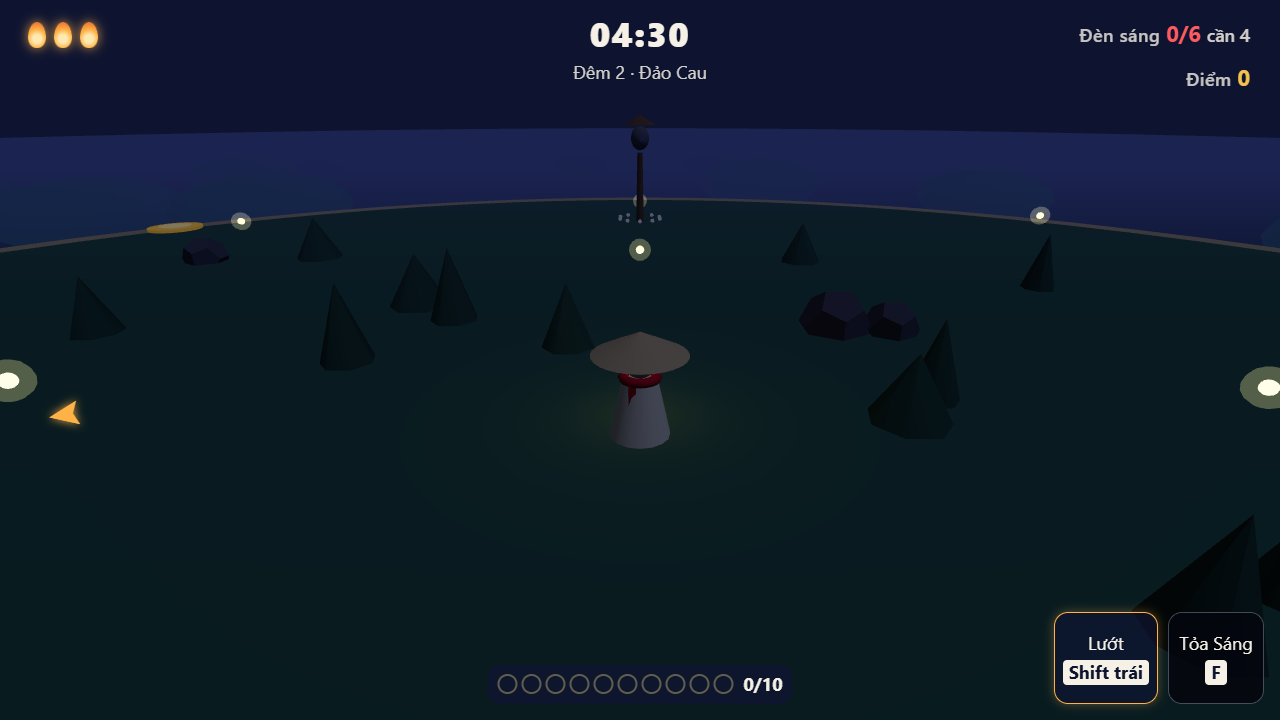 04:30
Đêm 2 · Đảo Cau
Đèn sáng 0/6 cần 4
Điểm 0
Lướt
Shift trái
Tỏa Sáng
F
0/10